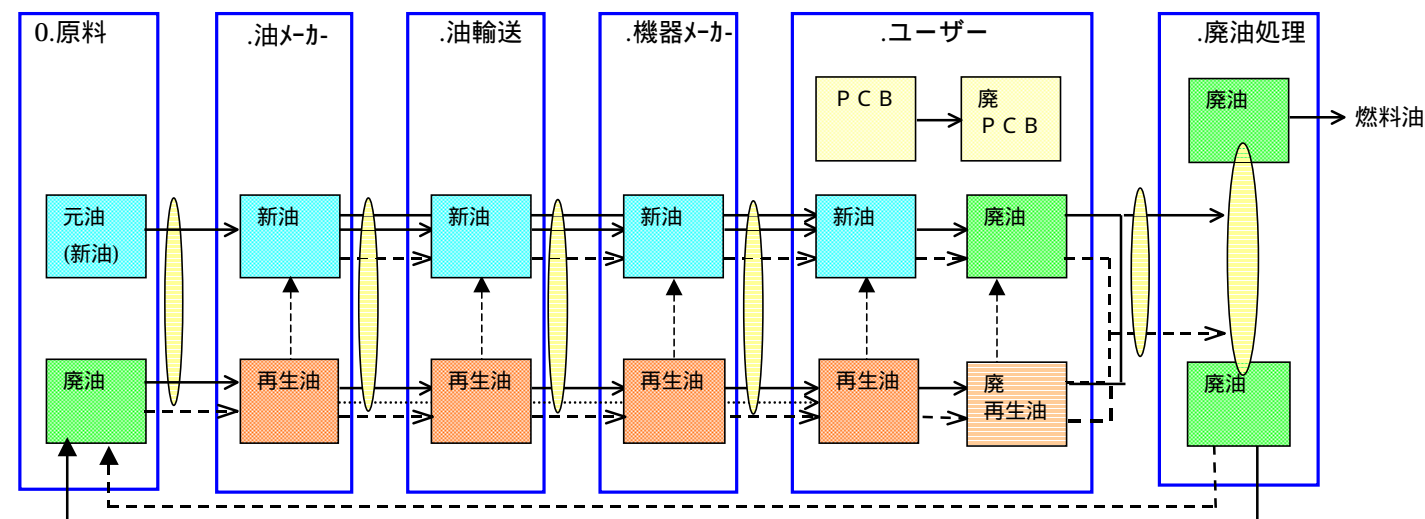 0.原料
.油ﾒｰｶｰ
.油輸送
.機器ﾒｰｶｰ
.ユーザー
.廃油処理
ＰＣＢ
廃
ＰＣＢ
廃油
燃料油
元油
(新油)
新油
新油
新油
新油
廃油
廃油
再生油
再生油
再生油
再生油
廃
再生油
廃油